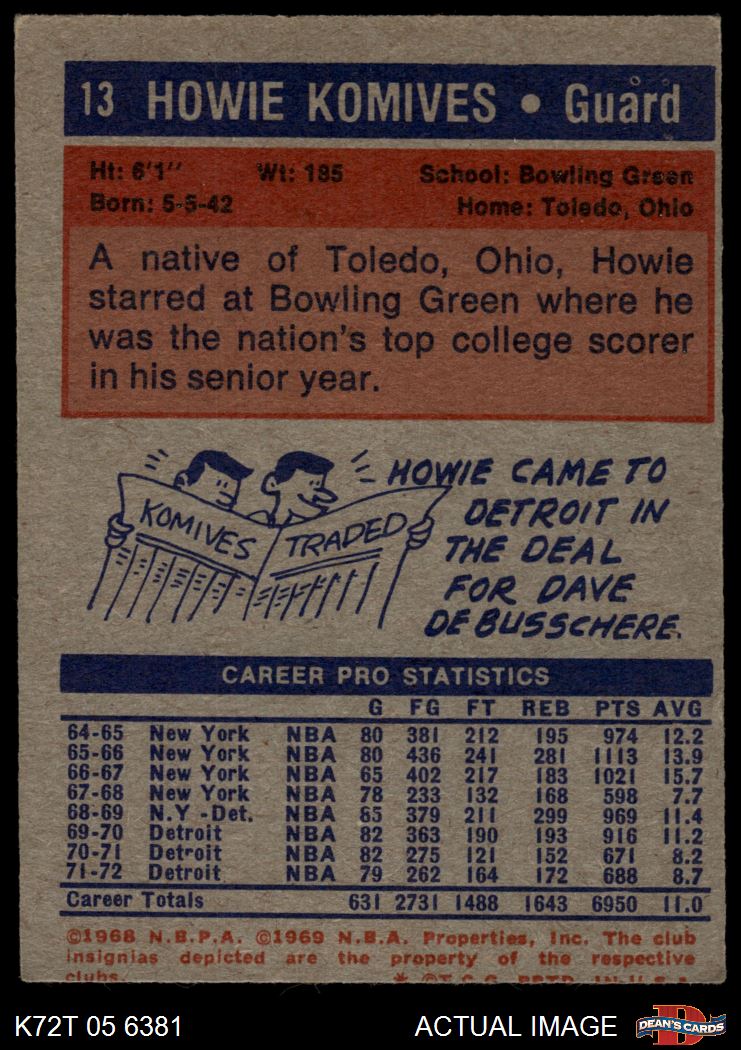 13 HOWIE KOMIVES • Guard
Ht: 6'1'' Wt: 185 School: Bowling Green
Born: 5-5-42 Home: Toledo, Ohio
A native of Toledo, Ohio, Howie
starred at Bowling Green where he
was the nation's top college scorer
in his senior year.
KOMIVES TRADED
HOWIE CAME TO
DETROIT IN
THE DEAL
FOR DAVE
DE BUSSCHERE.
CAREER PRO STATISTICS
G FG FT REB PTS AVG
64-65 New York NBA 80 381 212 195 974 12.2
65-66 New York NBA 80 436 241 281 1113 13.9
66-67 New York NBA 65 402 217 183 1021 15.7
67-68 New York NBA 78 233 132 168 598 7.7
68-69 N.Y -Det. NBA 85 379 211 299 969 11.4
69-70 Detroit NBA 82 363 190 193 916 11.2
70-71 Detroit NBA 82 275 121 152 671 8.2
71-72 Detroit NBA 79 262 164 172 688 8.7
Career Totals 631 2731 1488 1643 6950 11.0
©1968 N.B.P.A. ©1969 N.B.A. Properties, Inc. The club
insignias depicted are the property of the respective
clubs. * ©T.C.G. PRTD. IN U.S.A.
K72T 05 6381 ACTUAL IMAGE D DEAN'S CARDS